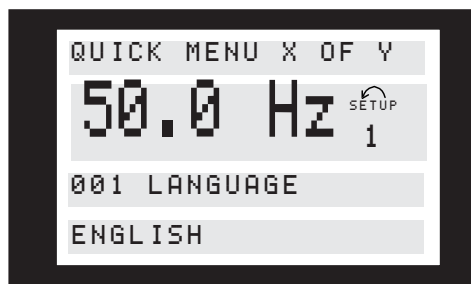 QUICK MENU X OF Y
50.0 Hz SETUP
1
001 LANGUAGE
ENGLISH